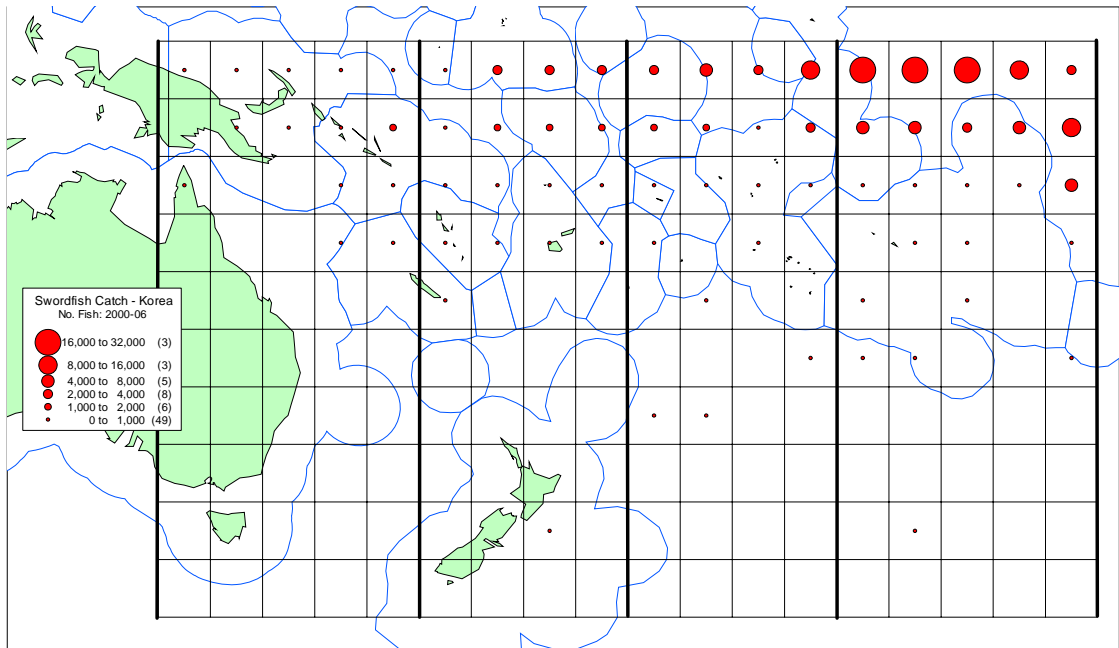 Swordfish Catch - Korea
No. Fish: 2000-06
16,000 to 32,000 (3)
8,000 to 16,000 (3)
4,000 to 8,000 (5)
2,000 to 4,000 (8)
1,000 to 2,000 (6)
0 to 1,000 (49)